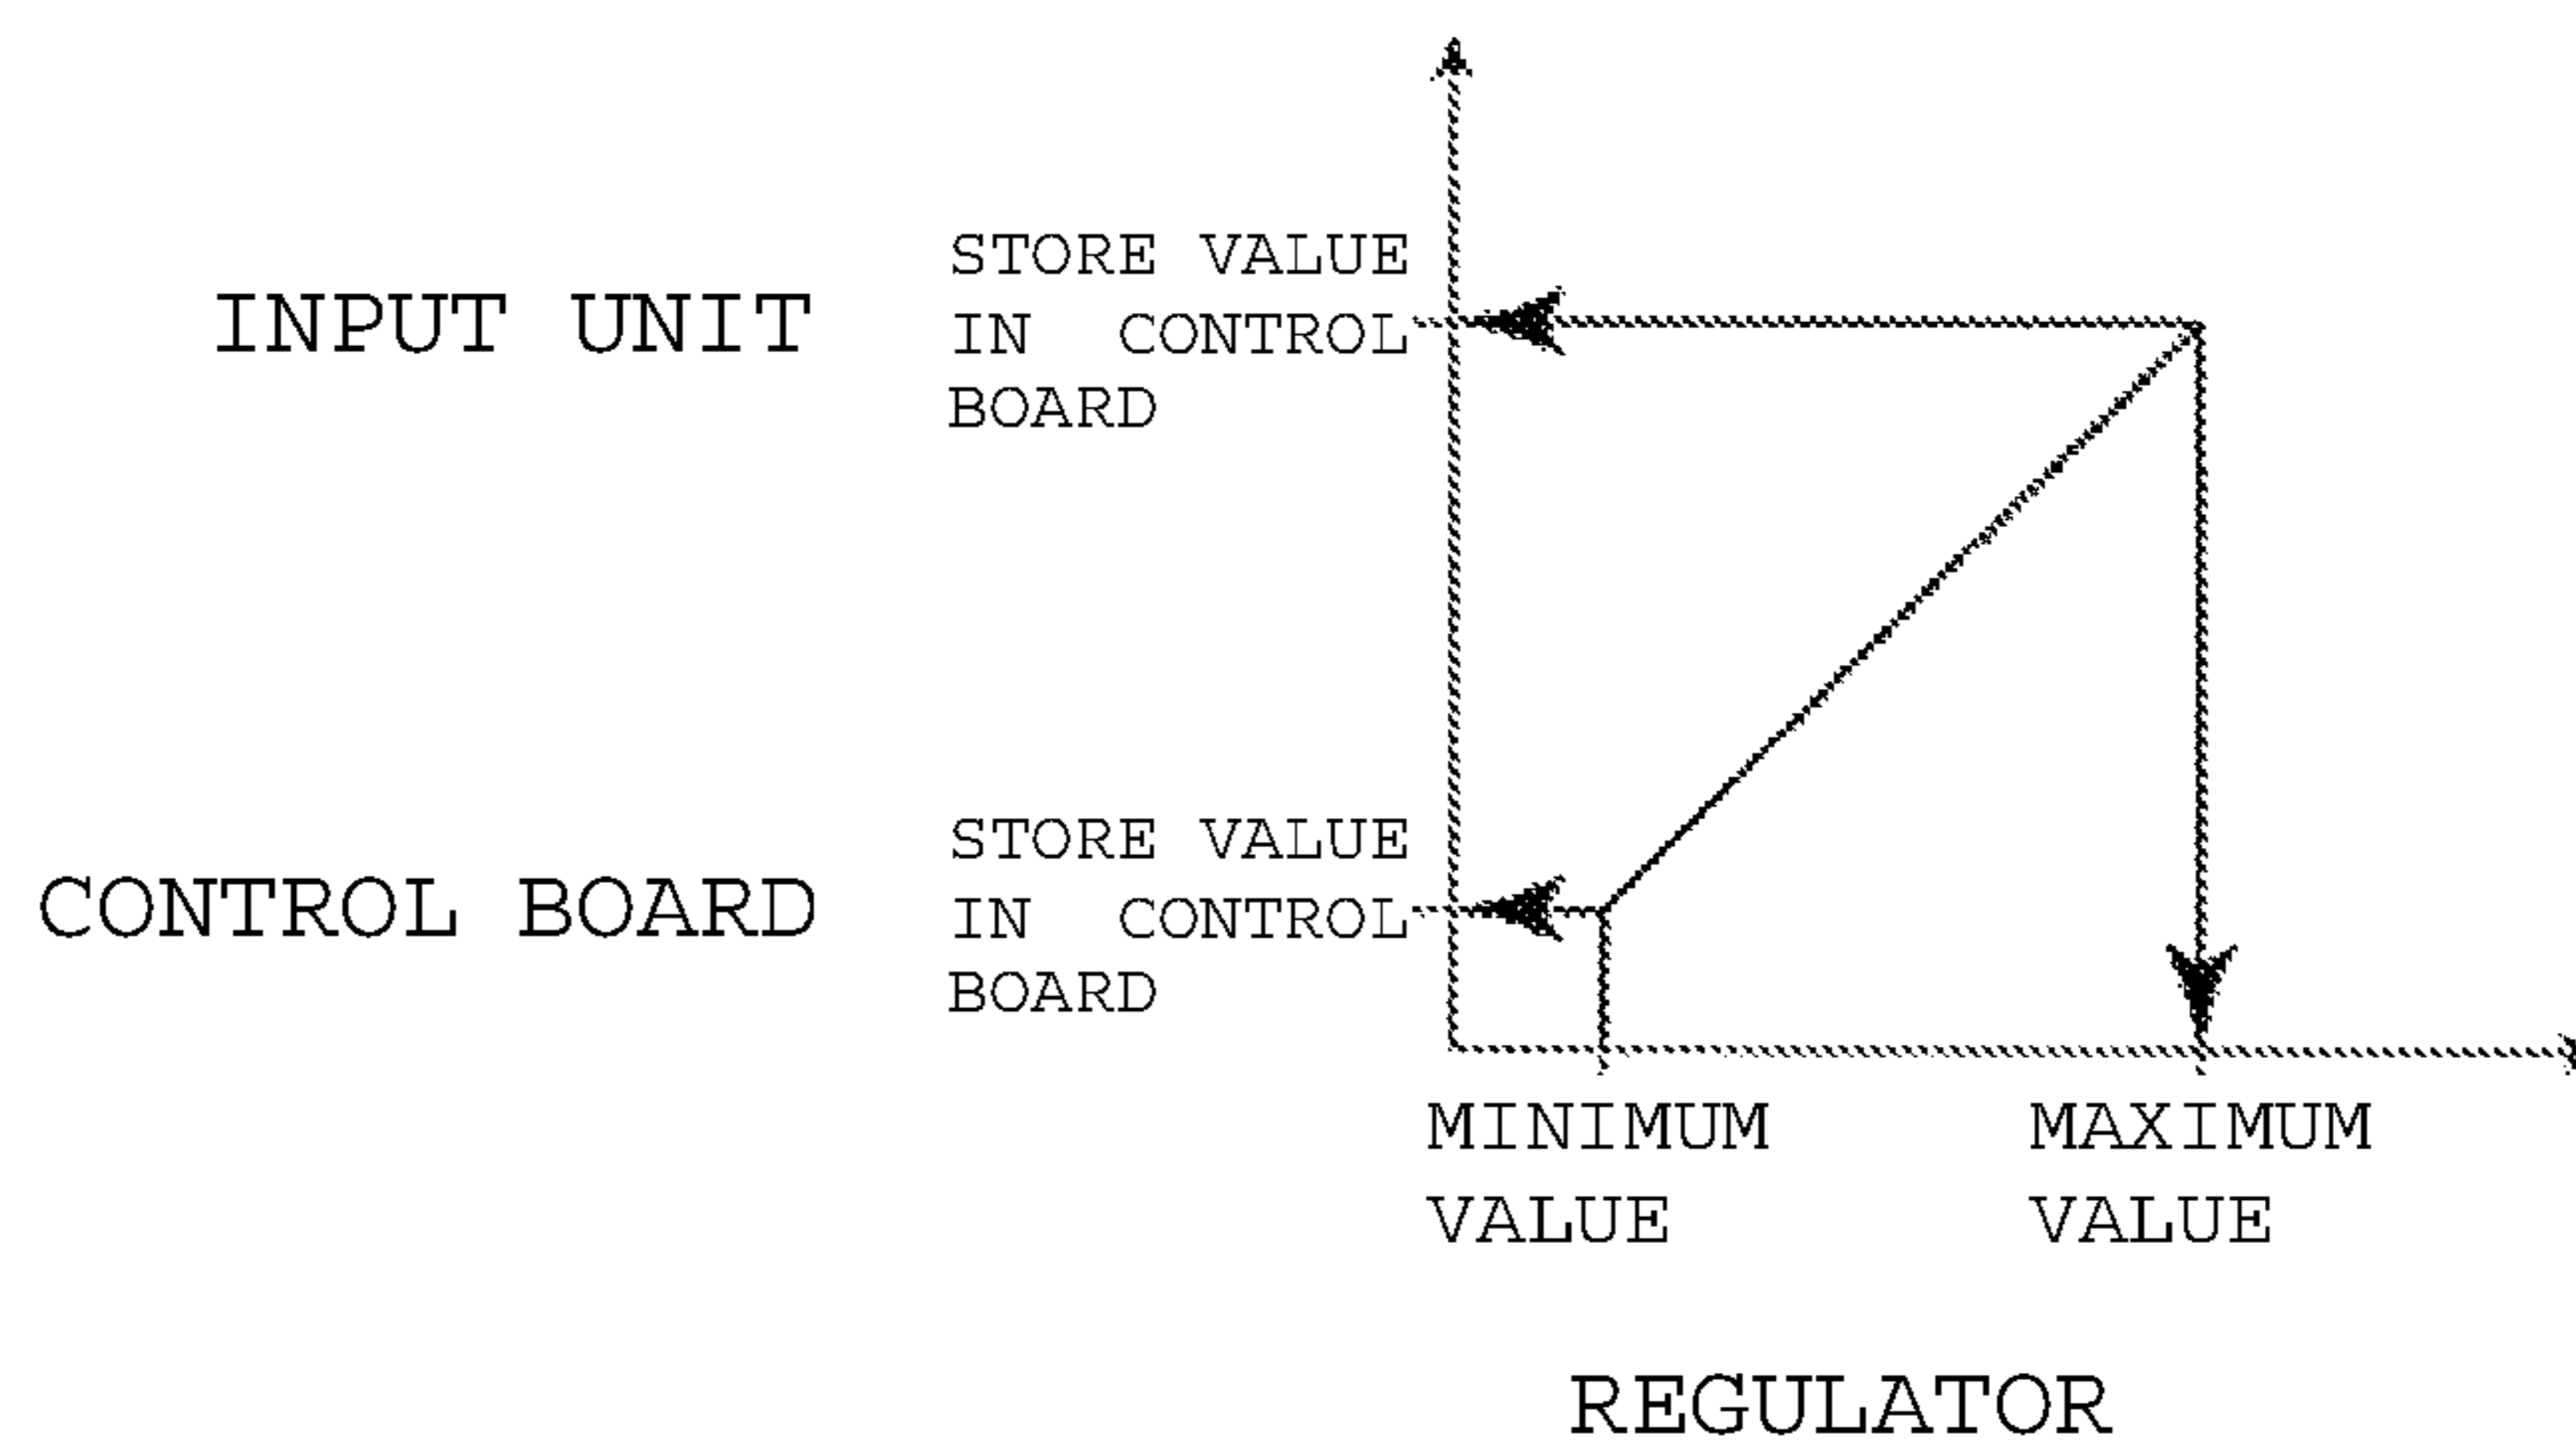 STORE VALUE
INPUT UNIT IN CONTROL
BOARD
STORE VALUE
CONTROL BOARD IN CONTROL
BOARD
MINIMUM MAXIMUM
VALUE VALUE
REGULATOR